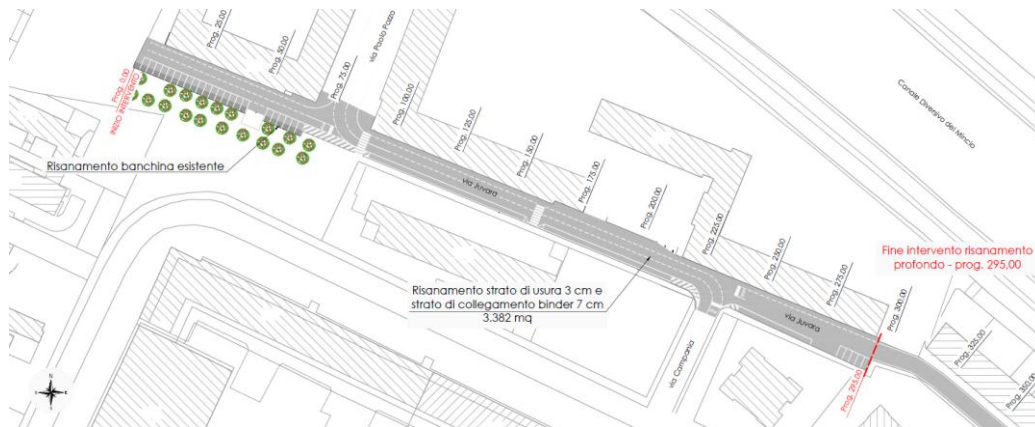 Prog. 0.00
INIZIO INTERVENTO
Prog. 25,00
Prog. 50,00
Prog. 75,00
via Paolo Pozzo
Prog. 100,00
Prog. 125,00
Prog. 150,00
Prog. 175,00
Prog. 200,00
Prog. 225,00
Prog. 250,00
Prog. 275,00
Prog. 300,00
Prog. 325,00
Prog. 350,00
Canale Diversivo del Mincio
Risanamento banchina esistente
via Juvara
Risanamento strato di usura 3 cm e
strato di collegamento binder 7 cm
3.382 mq
Fine intervento risanamento
profondo - prog. 295,00
via Juvara
via Campania
Prog. 295,00
N